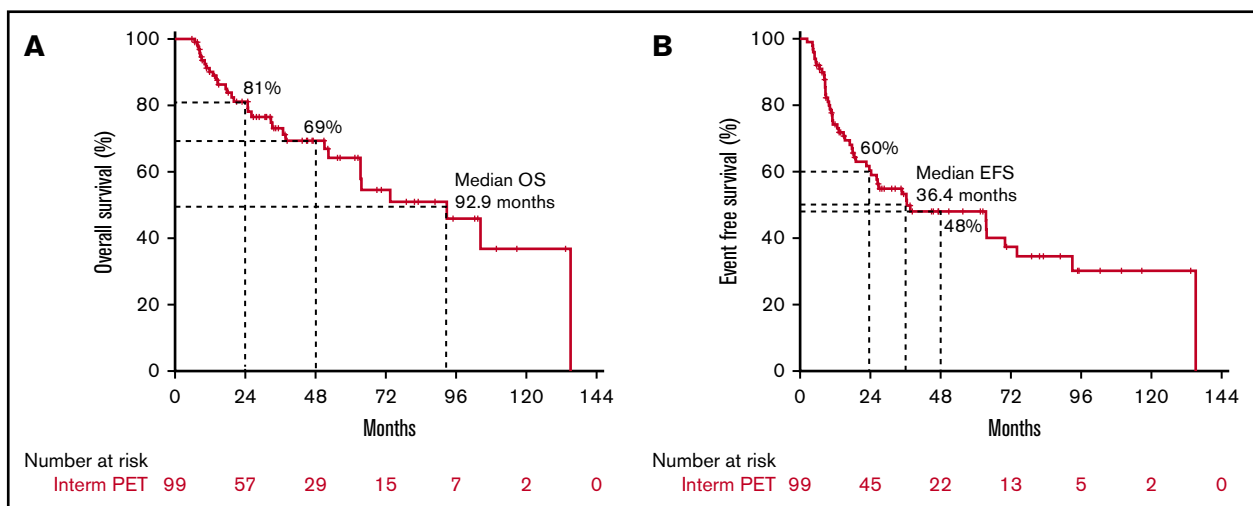 A
Overall survival (%)
100
80
60
40
20
0
81%
69%
Median OS
92.9 months
0 24 48 72 96 120 144
Months
Number at risk
Interm PET 99 57 29 15 7 2 0
B
Event free survival (%)
100
80
60
40
20
0
60%
Median EFS
36.4 months
48%
0 24 48 72 96 120 144
Months
Number at risk
Interm PET 99 45 22 13 5 2 0